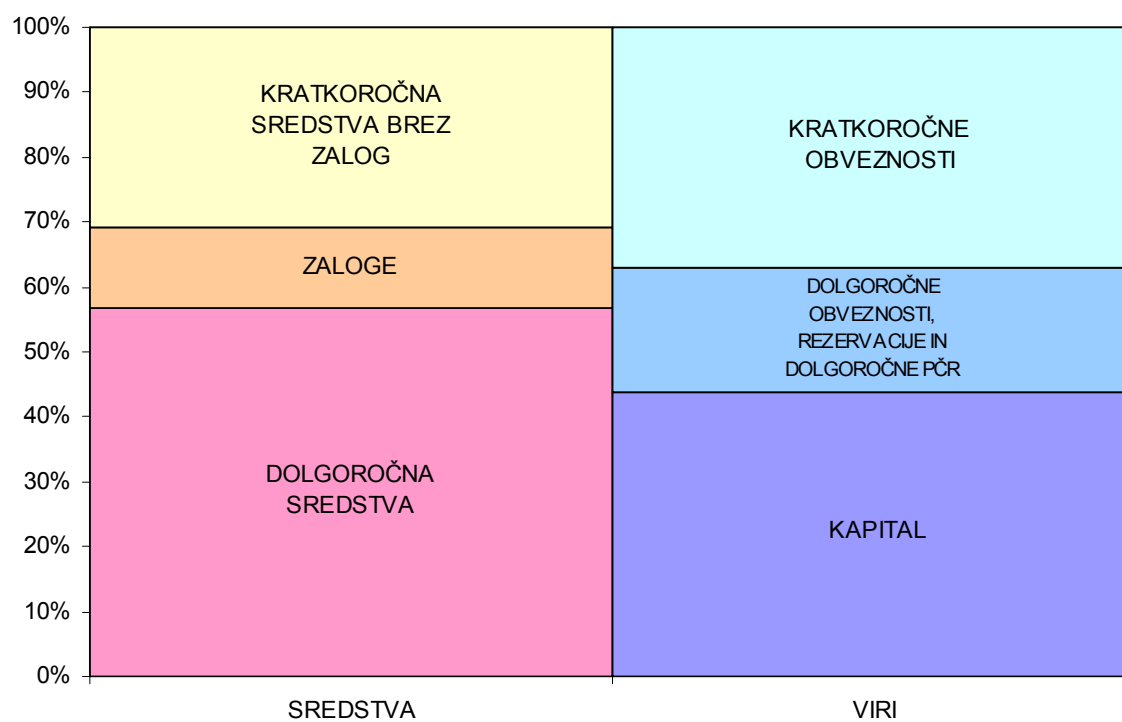 100%
90%
80%
70%
60%
50%
40%
30%
20%
10%
0%
KRATKOROČNA
SREDSTVA BREZ
ZALOG
ZALOGE
DOLGOROČNA
SREDSTVA
KRATKOROČNE
OBVEZNOSTI
DOLGOROČNE
OBVEZNOSTI,
REZERVACIJE IN
DOLGOROČNE PČR
KAPITAL
SREDSTVA
VIRI